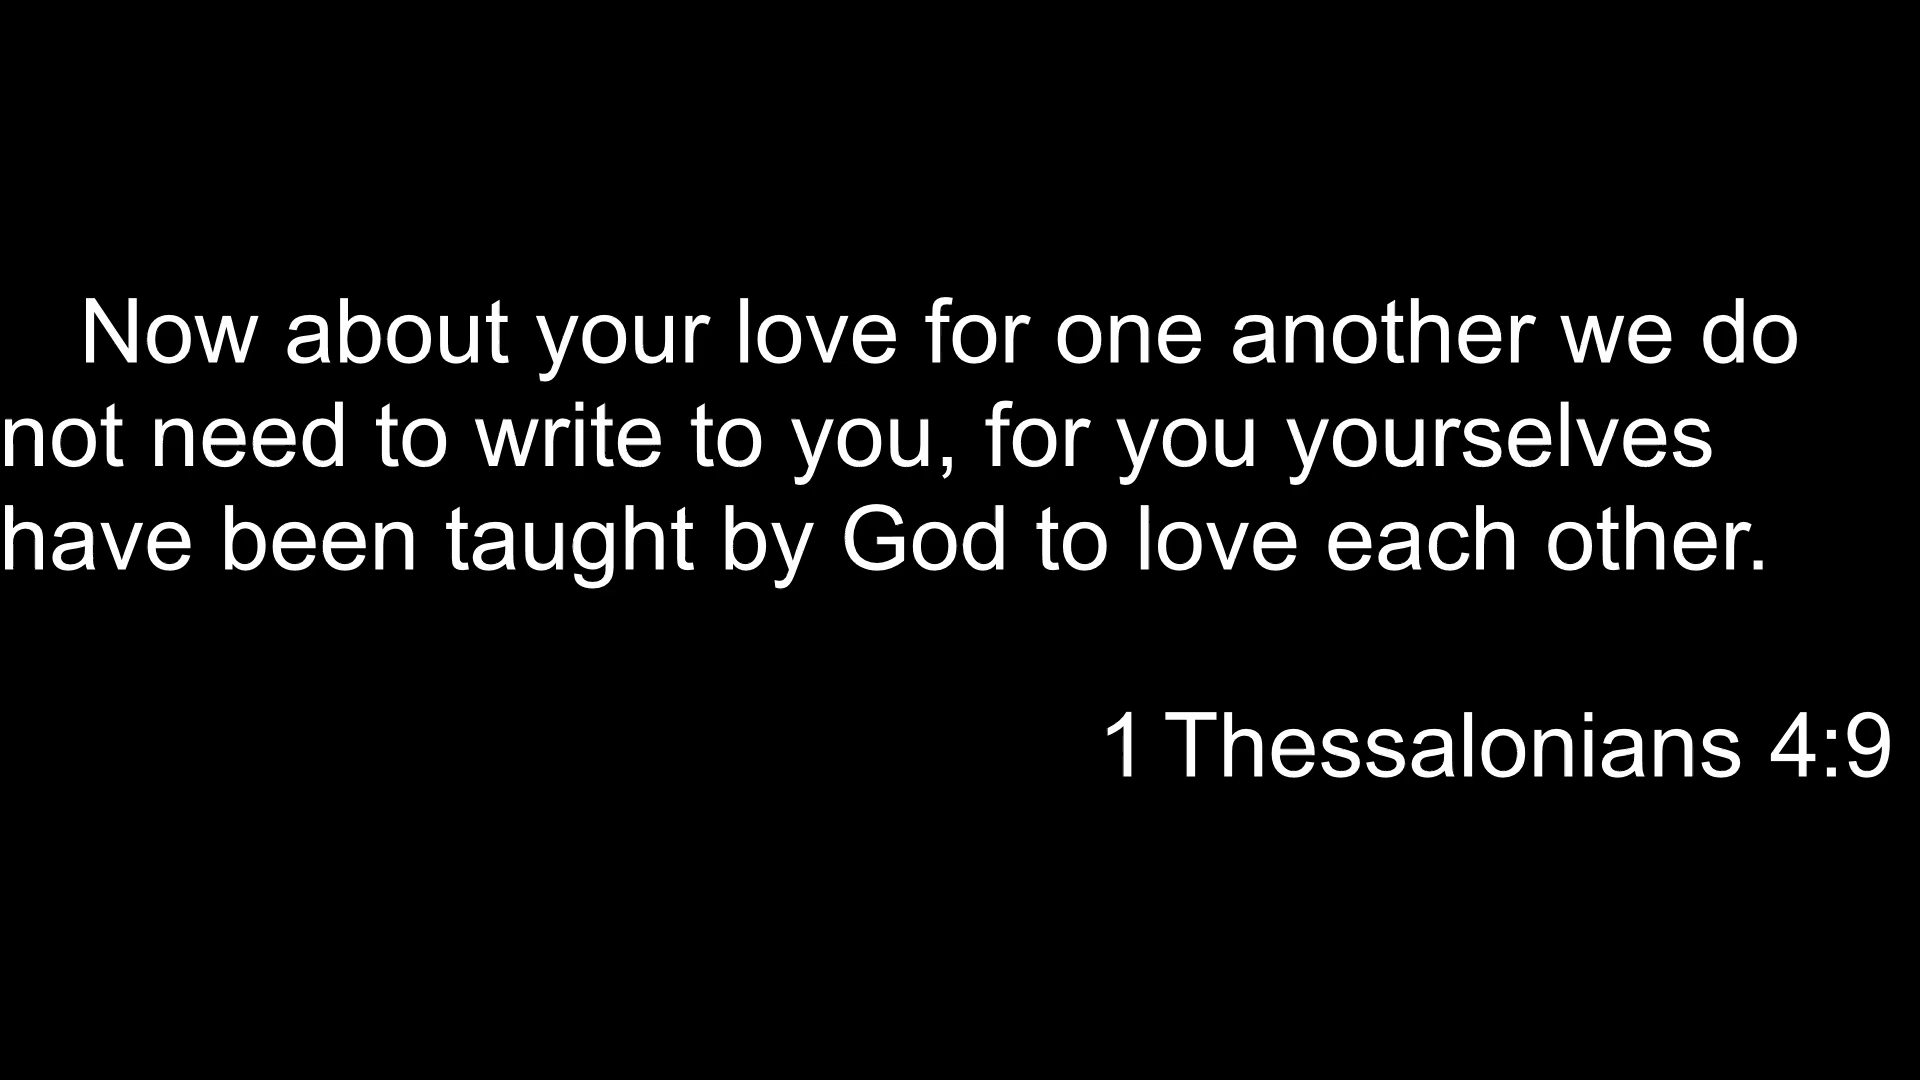 Now about your love for one another we do
not need to write to you, for you yourselves
have been taught by God to love each other.
1 Thessalonians 4:9